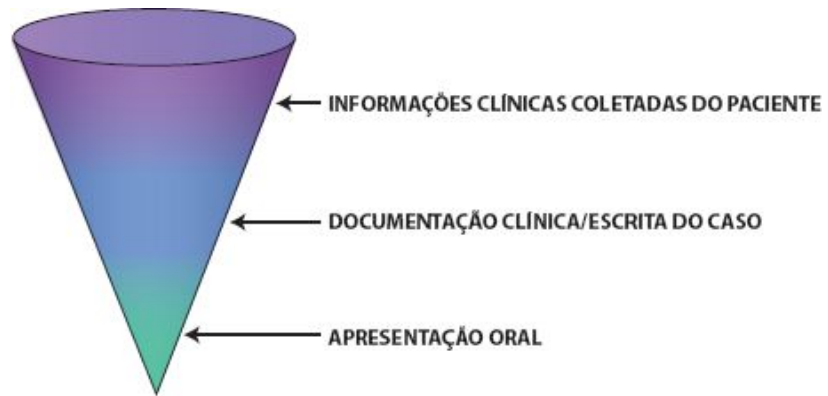 INFORMAÇÕES CLÍNICAS COLETADAS DO PACIENTE
DOCUMENTAÇÃO CLÍNICA/ESCRITA DO CASO
APRESENTAÇÃO ORAL